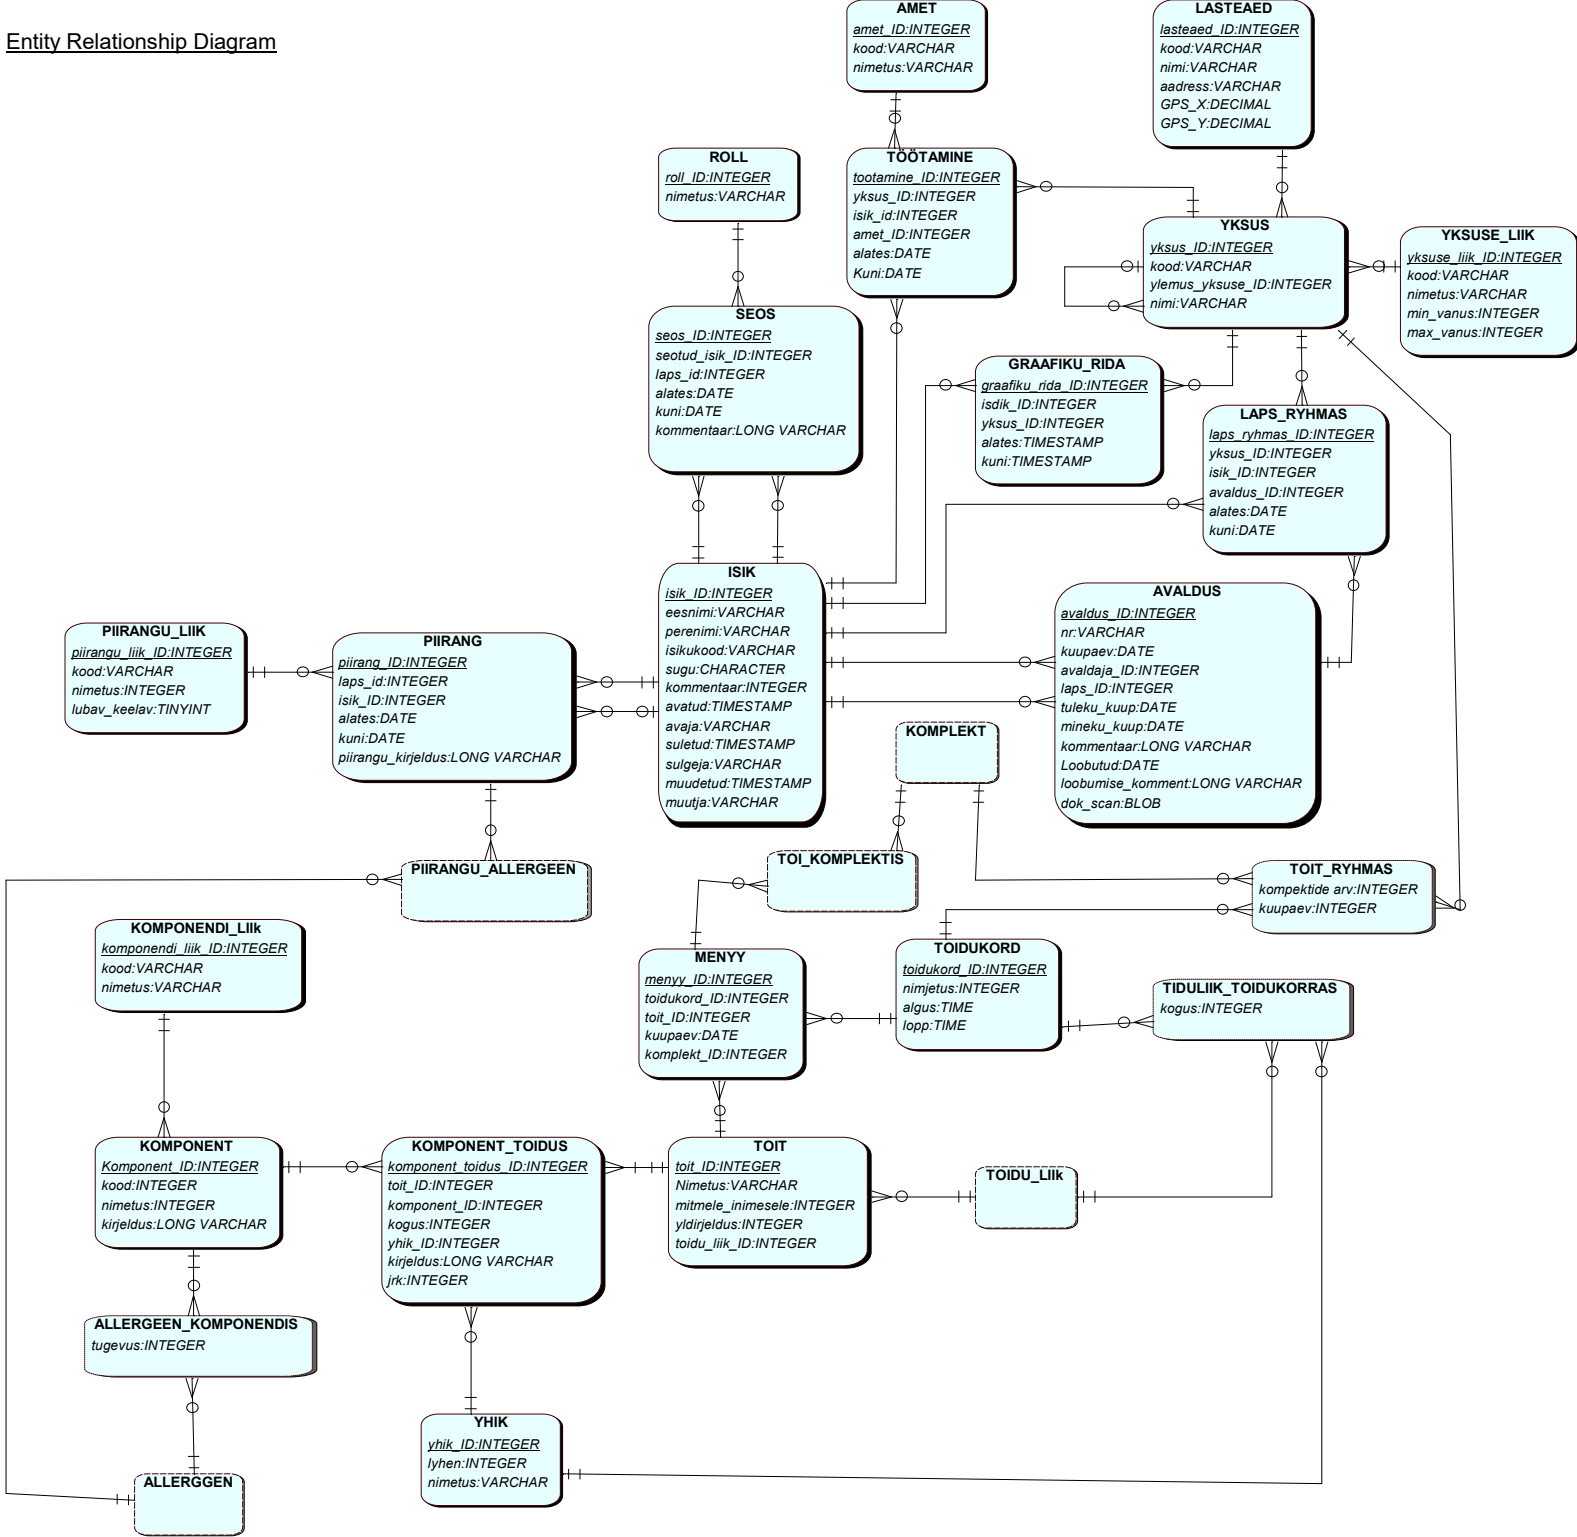 Entity Relationship Diagram
AMET
amet_ID:INTEGER
kood:VARCHAR
nimetus:VARCHAR
LASTEAED
lasteaed_ID:INTEGER
kood:VARCHAR
nimi:VARCHAR
aadress:VARCHAR
GPS_X:DECIMAL
GPS_Y:DECIMAL
ROLL
roll_ID:INTEGER
nimetus:VARCHAR
TÖÖTAMINE
tootamine_ID:INTEGER
yksus_ID:INTEGER
isik_id:INTEGER
amet_ID:INTEGER
alates:DATE
Kuni:DATE
YKSUS
yksus_ID:INTEGER
kood:VARCHAR
ylemus_yksuse_ID:INTEGER
nimi:VARCHAR
YKSUSE_LIIK
yksuse_liik_ID:INTEGER
kood:VARCHAR
nimetus:VARCHAR
min_vanus:INTEGER
max_vanus:INTEGER
SEOS
seos_ID:INTEGER
seotud_isik_ID:INTEGER
laps_id:INTEGER
alates:DATE
kuni:DATE
kommentaar:LONG VARCHAR
GRAAFIKU_RIDA
graafiku_rida_ID:INTEGER
isdik_ID:INTEGER
yksus_ID:INTEGER
alates:TIMESTAMP
kuni:TIMESTAMP
LAPS_RYHMAS
laps_ryhmas_ID:INTEGER
yksus_ID:INTEGER
isik_ID:INTEGER
avaldus_ID:INTEGER
alates:DATE
kuni:DATE
ISIK
isik_ID:INTEGER
eesnimi:VARCHAR
perenimi:VARCHAR
isikukood:VARCHAR
sugu:CHARACTER
kommentaar:INTEGER
avatud:TIMESTAMP
avaja:VARCHAR
suletud:TIMESTAMP
sulgeja:VARCHAR
muudetud:TIMESTAMP
muutja:VARCHAR
AVALDUS
avaldus_ID:INTEGER
nr:VARCHAR
kuupaev:DATE
avaldaja_ID:INTEGER
laps_ID:INTEGER
tuleku_kuup:DATE
mineku_kuup:DATE
kommentaar:LONG VARCHAR
Loobutud:DATE
loobumise_komment:LONG VARCHAR
dok_scan:BLOB
PIIRANGU_LIIK
piirangu_liik_ID:INTEGER
kood:VARCHAR
nimetus:INTEGER
lubav_keelav:TINYINT
PIIRANG
piirang_ID:INTEGER
laps_id:INTEGER
isik_ID:INTEGER
alates:DATE
kuni:DATE
piirangu_kirjeldus:LONG VARCHAR
KOMPLEKT
TOI_KOMPLEKTIS
PIIRANGU_ALLERGEEN
TOIT_RYHMAS
kompektide arv:INTEGER
kuupaev:INTEGER
KOMPONENDI_LIIk
komponendi_liik_ID:INTEGER
kood:VARCHAR
nimetus:VARCHAR
MENYY
menyy_ID:INTEGER
toidukord_ID:INTEGER
toit_ID:INTEGER
kuupaev:DATE
komplekt_ID:INTEGER
TOIDUKORD
toidukord_ID:INTEGER
nimjetus:INTEGER
algus:TIME
lopp:TIME
TIDULIIK_TOIDUKORRAS
kogus:INTEGER
KOMPONENT
Komponent_ID:INTEGER
kood:INTEGER
nimetus:INTEGER
kirjeldus:LONG VARCHAR
KOMPONENT_TOIDUS
komponent_toidus_ID:INTEGER
toit_ID:INTEGER
komponent_ID:INTEGER
kogus:INTEGER
yhik_ID:INTEGER
kirjeldus:LONG VARCHAR
jrk:INTEGER
TOIT
toit_ID:INTEGER
Nimetus:VARCHAR
mitmele_inimesele:INTEGER
yldirjeldus:INTEGER
toidu_liik_ID:INTEGER
TOIDU_LIIk
ALLERGEEN_KOMPONENDIS
tugevus:INTEGER
YHIK
yhik_ID:INTEGER
lyhen:INTEGER
nimetus:VARCHAR
ALLERGGEN